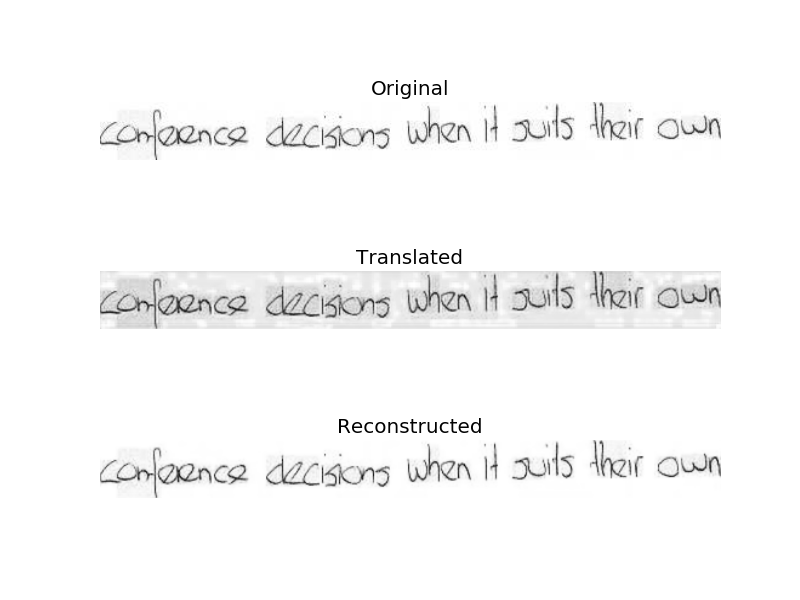 Original
conference decisions when it suits their own
Translated
conference decisions when it suits their own
Reconstructed
conference decisions when it suits their own